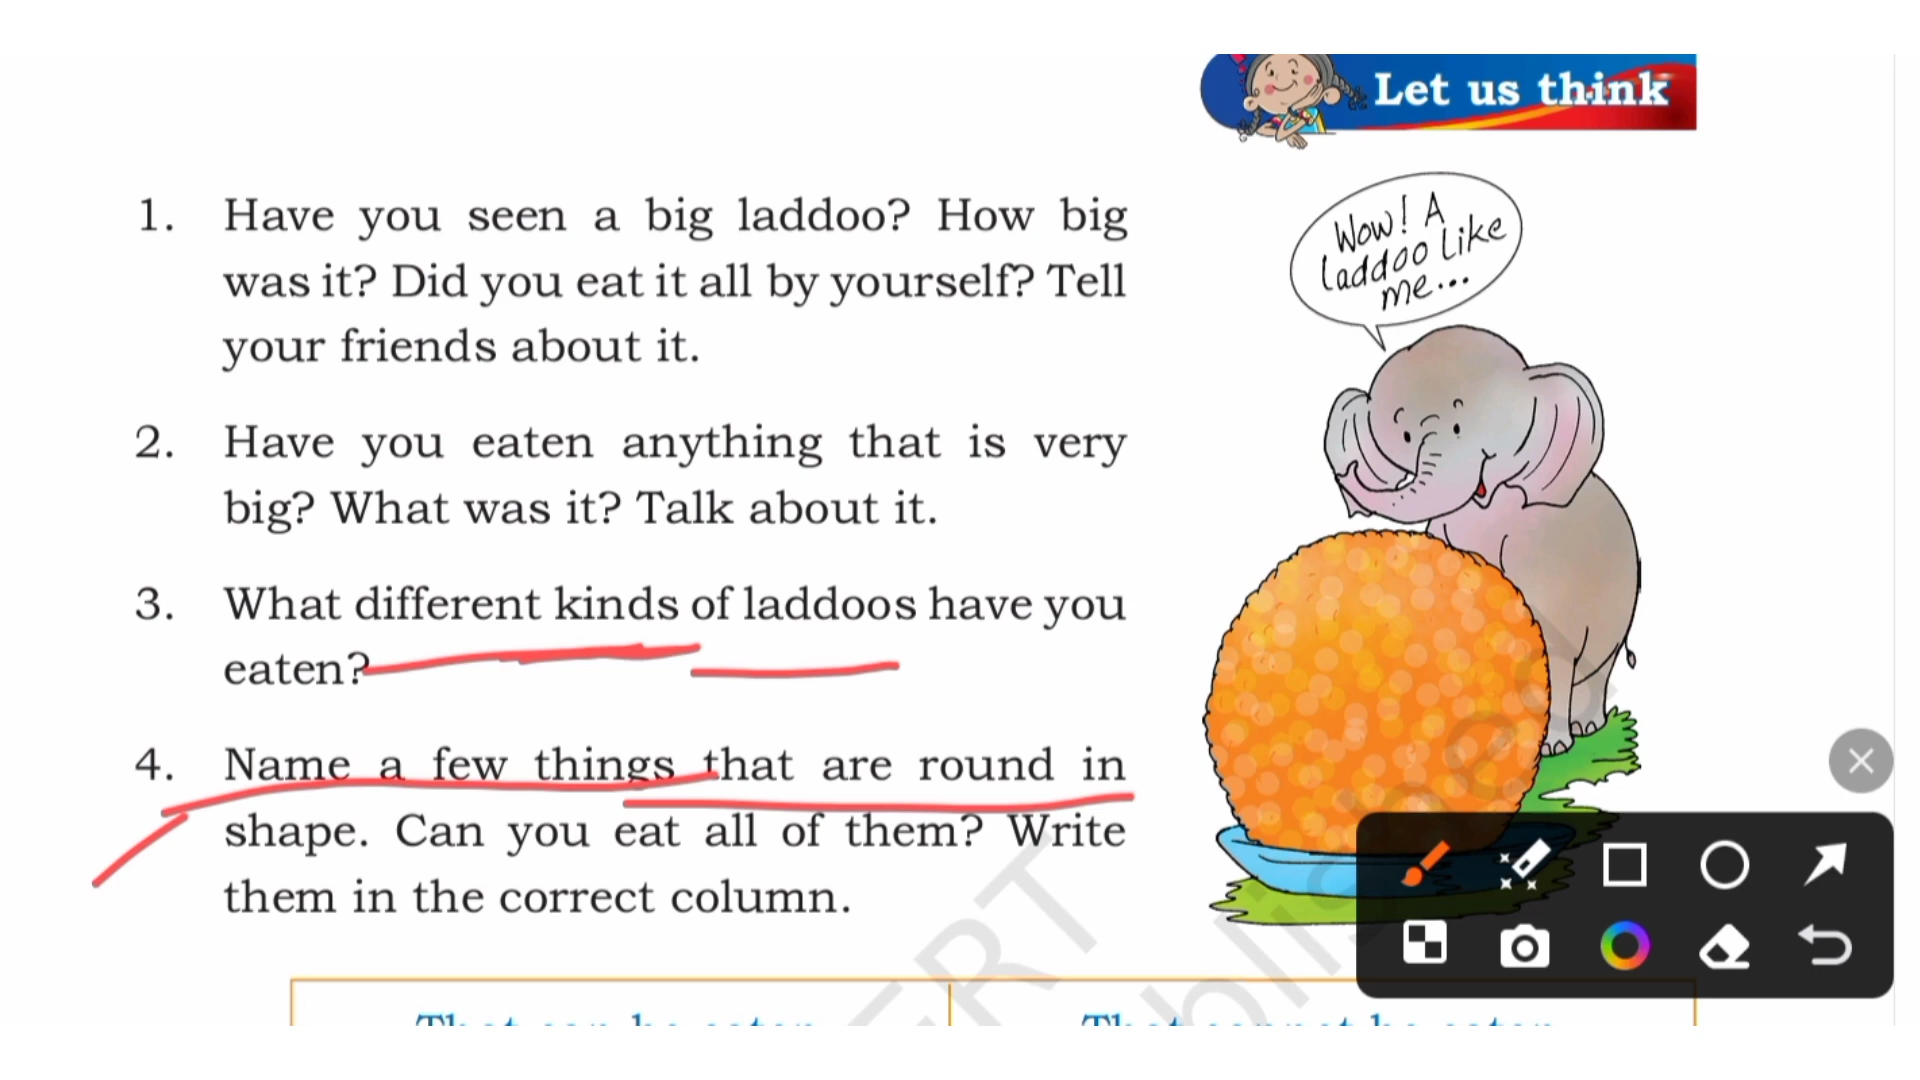 Let us think
Wow! A
laddoo like
me...
1. Have you seen a big laddoo? How big
was it? Did you eat it all by yourself? Tell
your friends about it.
2. Have you eaten anything that is very
big? What was it? Talk about it.
3. What different kinds of laddoos have you
eaten?
4. Name a few things that are round in
shape. Can you eat all of them? Write
them in the correct column.